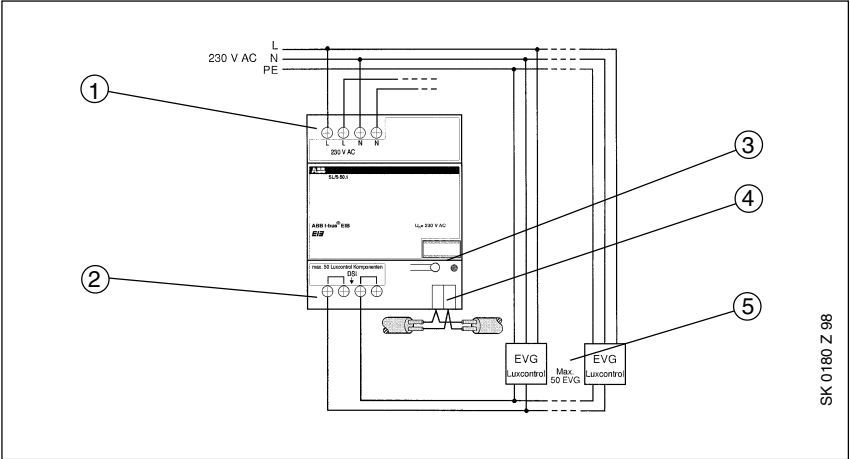 L
230 V AC N
PE
1
L L N N
230 V AC
3
ABB
SL/S-50.1
4
ABB i-bus® EIB
Un= 230 V AC
EIB
2
max. 50 Luxcontrol Komponenten
DSI
5
EVG
Luxcontrol
Max.
50 EVG
EVG
Luxcontrol
SK 0180 Z 98